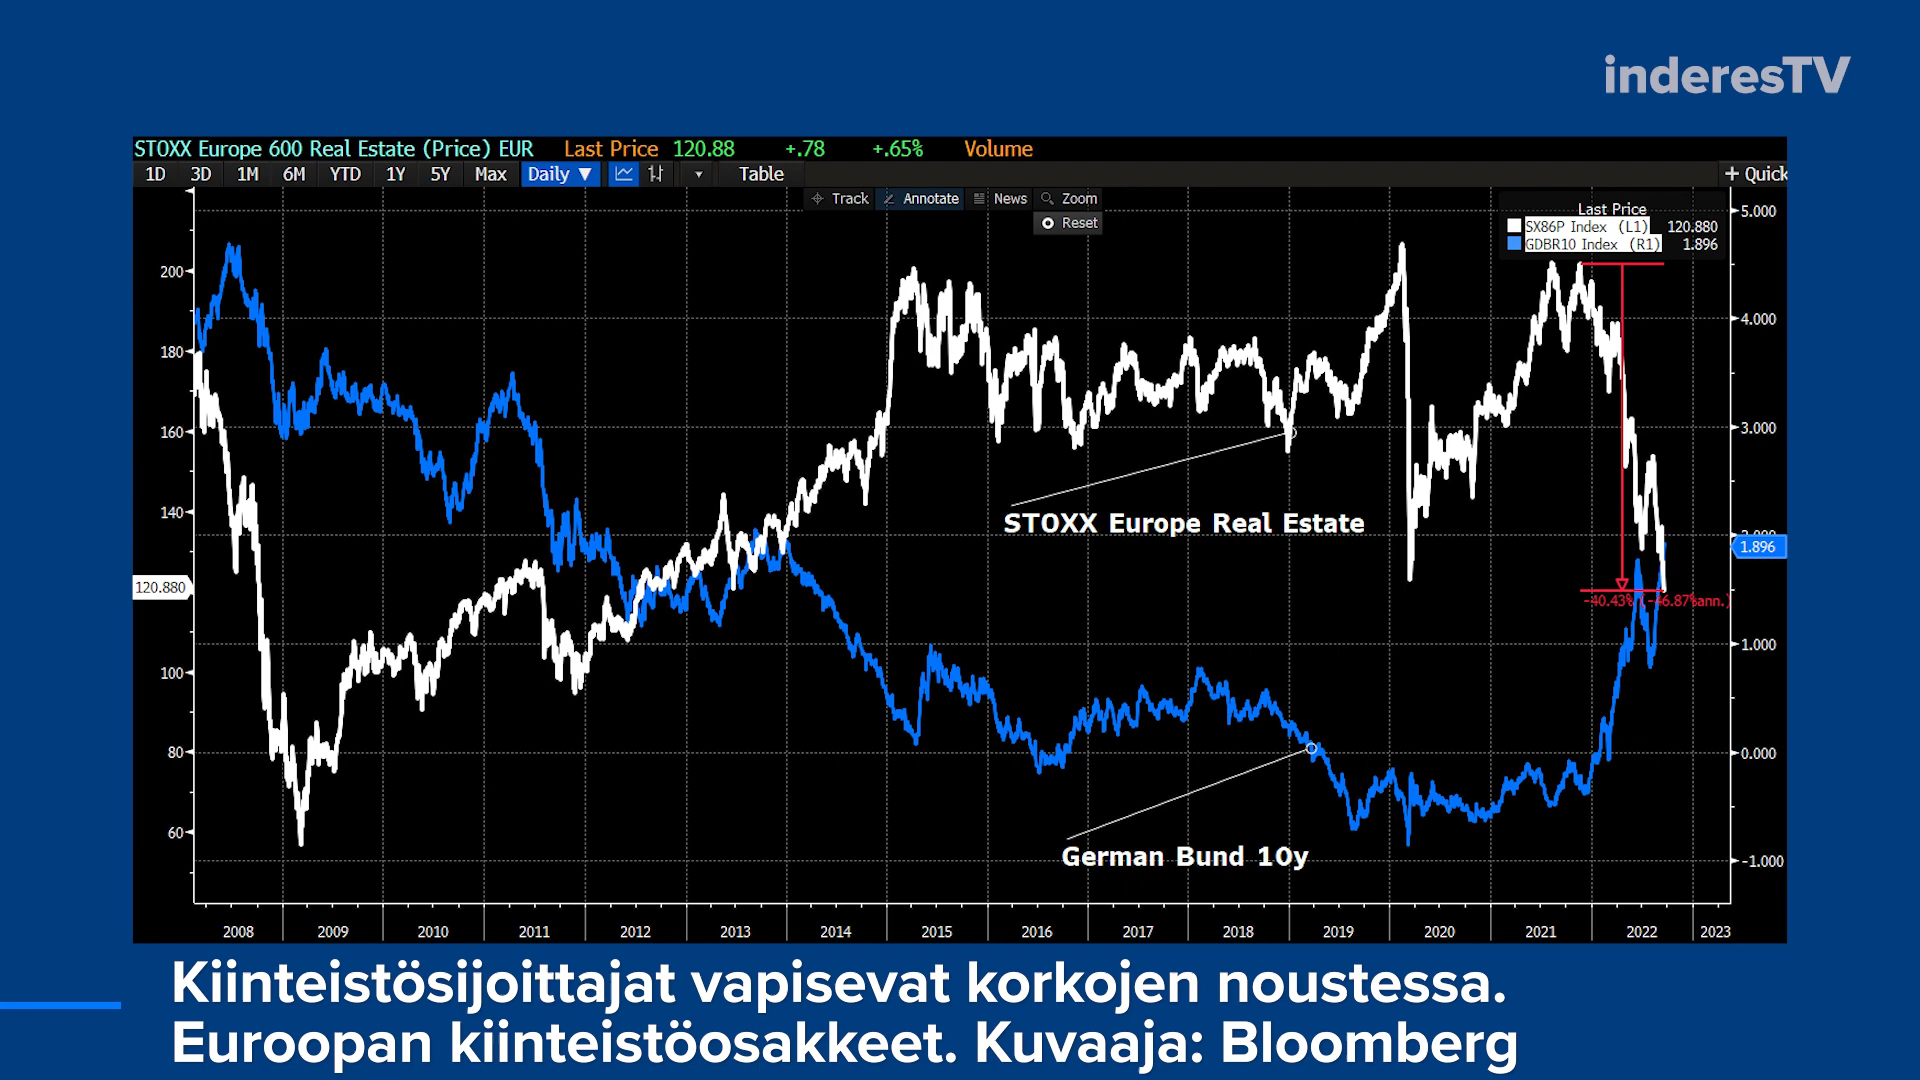 inderesTV
STOXX Europe 600 Real Estate (Price) EUR Last Price 120.88 +.78 +.65% Volume
1D 3D 1M 6M YTD 1Y 5Y Max Daily ▼ Table + Quick
Track Annotate News Zoom
Reset
Last Price
SX86P Index (L1) 120.880
GDBR10 Index (R1) 1.896
5.000
200
4.000
180
160
3.000
140
STOXX Europe Real Estate
2.000
1.896
120.880
-40.43% (-46.87%ann.)
1.000
100
80
0.000
60
German Bund 10y
-1.000
2008 2009 2010 2011 2012 2013 2014 2015 2016 2017 2018 2019 2020 2021 2022 2023
Kiinteistösijoittajat vapisevat korkojen noustessa.
Euroopan kiinteistöosakkeet. Kuvaaja: Bloomberg